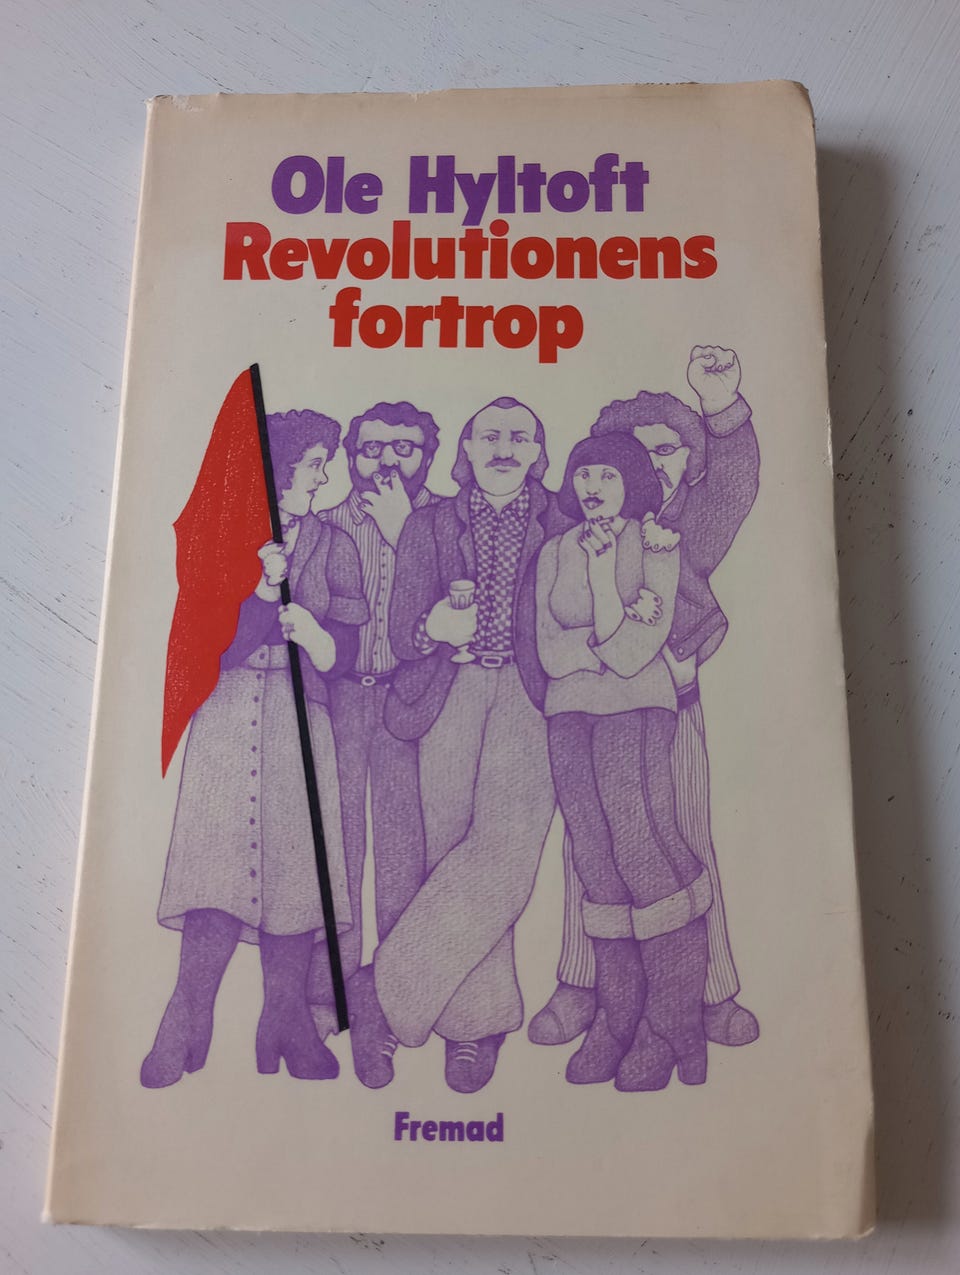 Ole Hyltoft
Revolutionens
fortrop
Fremad